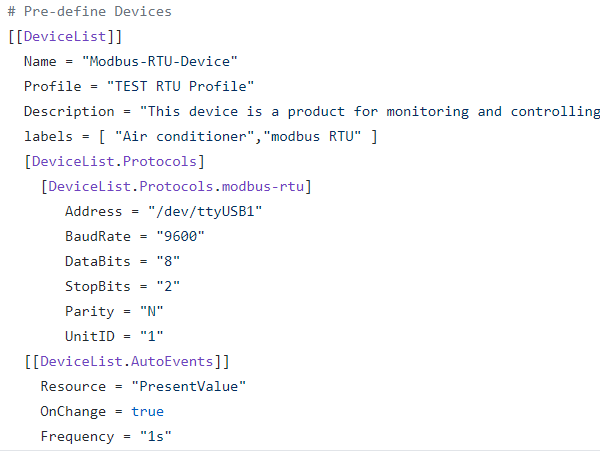 # Pre-define Devices
[[DeviceList]]
Name = "Modbus-RTU-Device"
Profile = "TEST RTU Profile"
Description = "This device is a product for monitoring and controlling
labels = [ "Air conditioner","modbus RTU" ]
[DeviceList.Protocols]
[DeviceList.Protocols.modbus-rtu]
Address = "/dev/ttyUSB1"
BaudRate = "9600"
DataBits = "8"
StopBits = "2"
Parity = "N"
UnitID = "1"
[[DeviceList.AutoEvents]]
Resource = "PresentValue"
OnChange = true
Frequency = "1s"